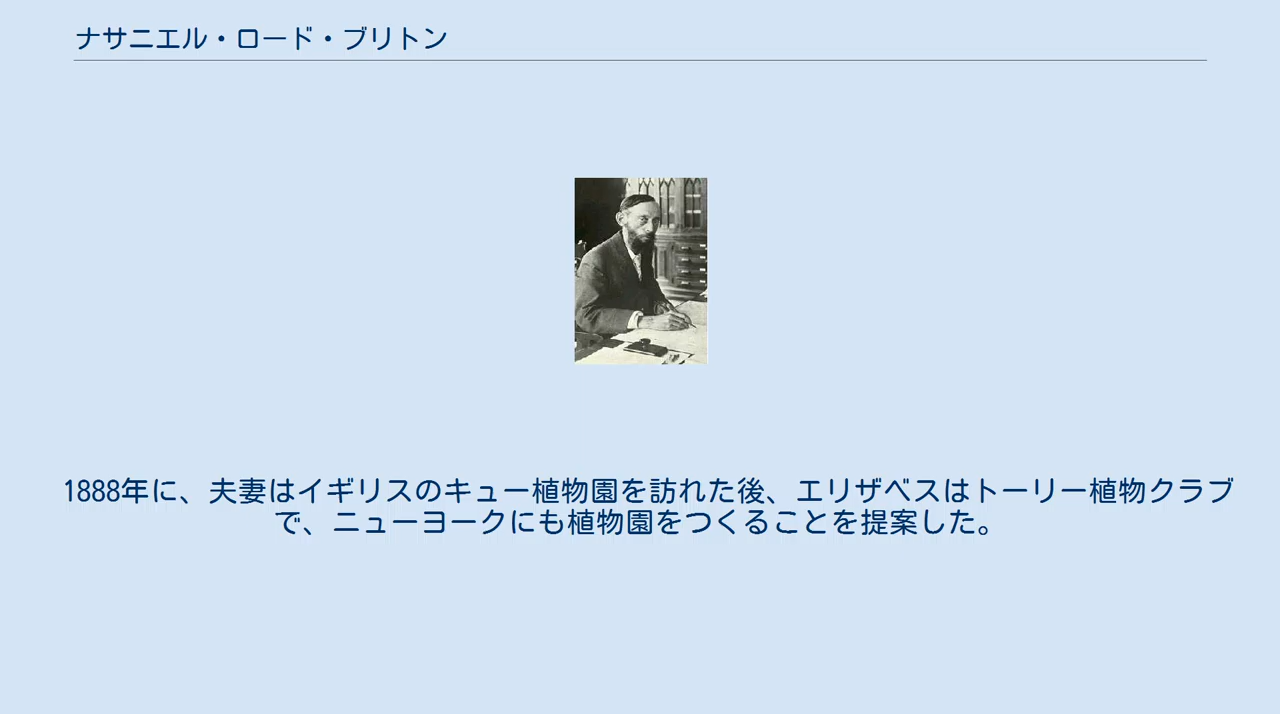 ナサニエル・ロード・ブリトン
1888年に、夫妻はイギリスのキュー植物園を訪れた後、エリザベスはトーリー植物クラブ
で、ニューヨークにも植物園をつくることを提案した。